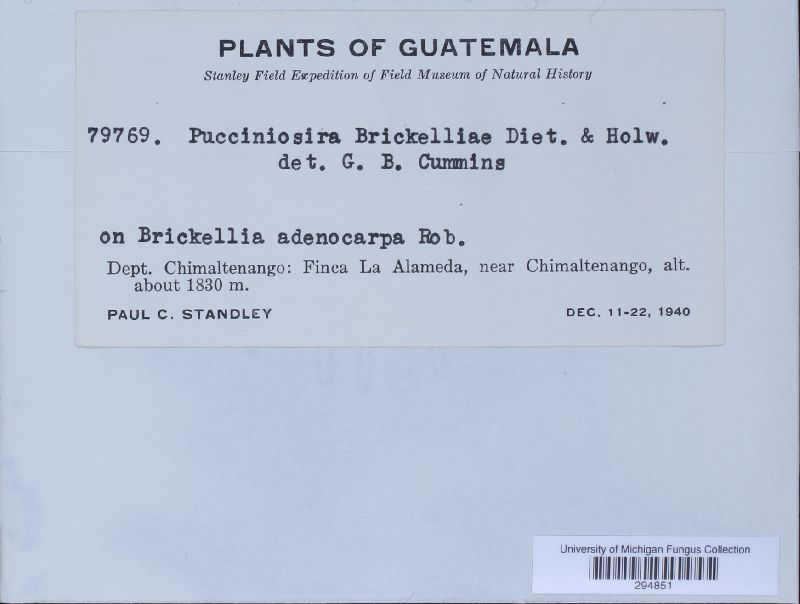 PLANTS OF GUATEMALA
Stanley Field Expedition of Field Museum of Natural History
79769. Pucciniosira Brickelliae Diet. & Holw.
det. G. B. Cummins
on Brickellia adenocarpa Rob.
Dept. Chimaltenango: Finca La Alameda, near Chimaltenango, alt.
about 1830 m.
PAUL C. STANDLEY DEC. 11-22, 1940
University of Michigan Fungus Collection
294851